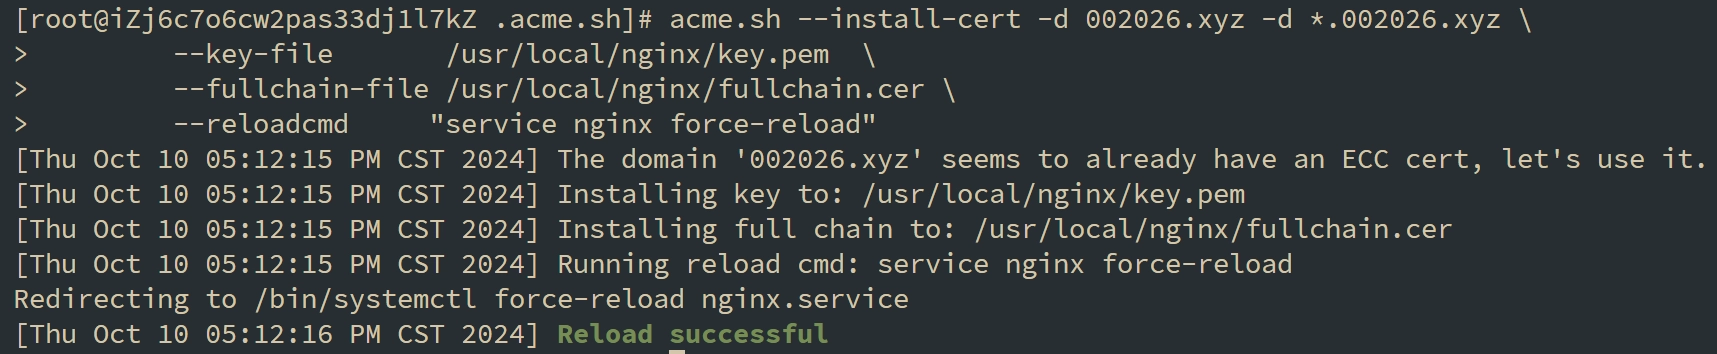 [root@iZj6c7o6cw2pas33dj1l7kZ .acme.sh]# acme.sh --install-cert -d 002026.xyz -d *.002026.xyz \
>         --key-file       /usr/local/nginx/key.pem  \
>         --fullchain-file /usr/local/nginx/fullchain.cer \
>         --reloadcmd     "service nginx force-reload"
[Thu Oct 10 05:12:15 PM CST 2024] The domain '002026.xyz' seems to already have an ECC cert, let's use it.
[Thu Oct 10 05:12:15 PM CST 2024] Installing key to: /usr/local/nginx/key.pem
[Thu Oct 10 05:12:15 PM CST 2024] Installing full chain to: /usr/local/nginx/fullchain.cer
[Thu Oct 10 05:12:15 PM CST 2024] Running reload cmd: service nginx force-reload
Redirecting to /bin/systemctl force-reload nginx.service
[Thu Oct 10 05:12:16 PM CST 2024] Reload successful